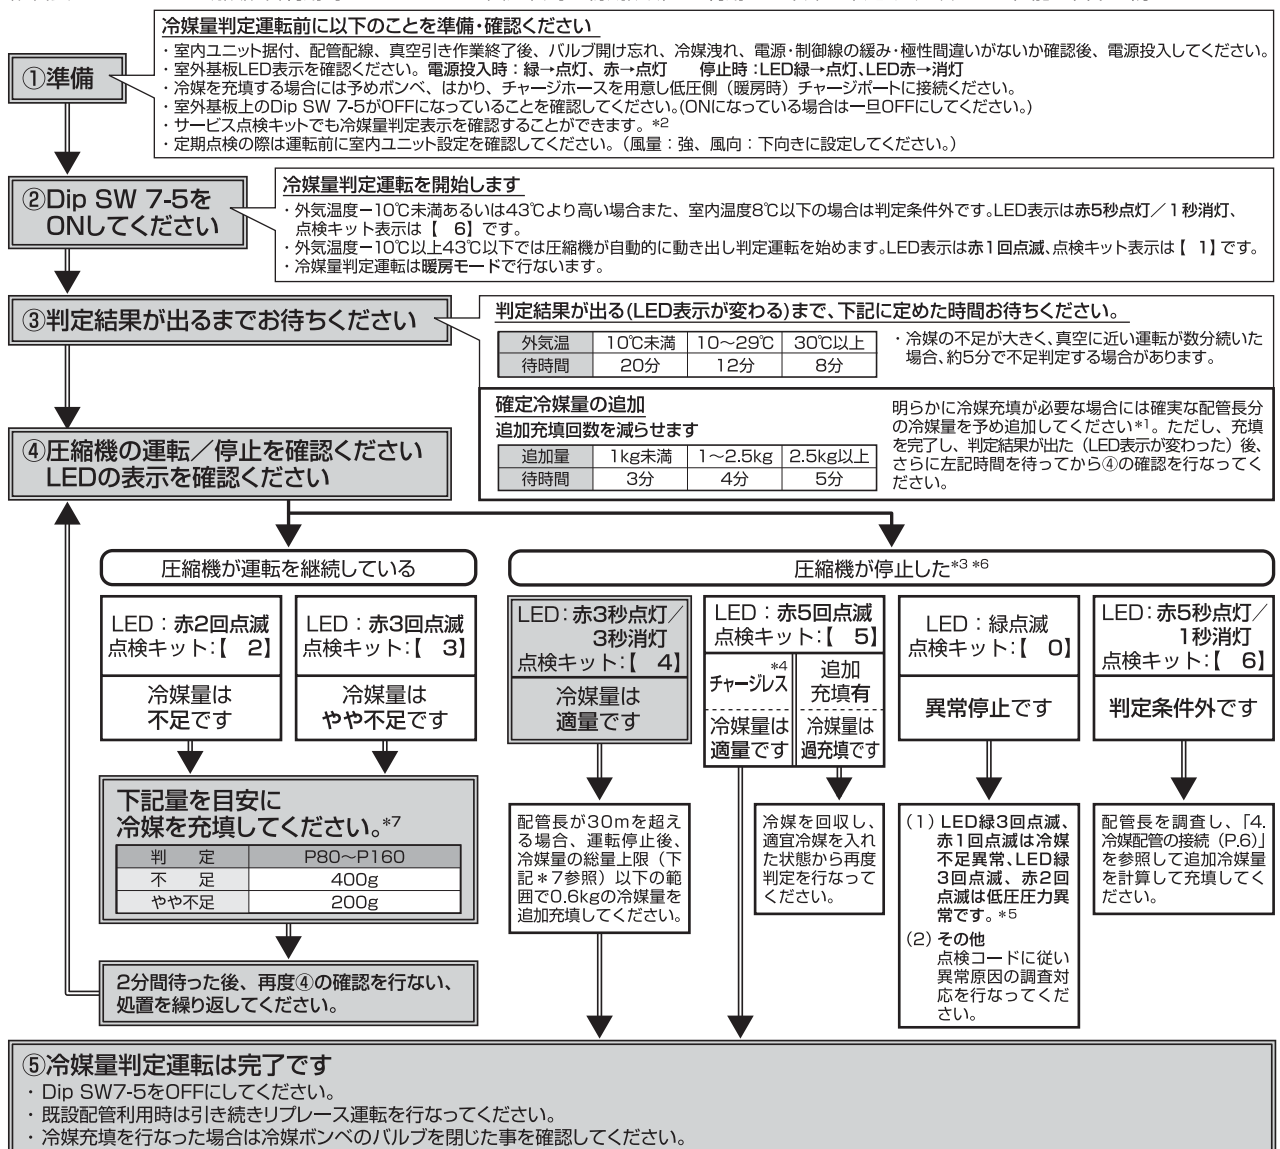 冷媒量判定運転前に以下のことを準備・確認ください
①準備
・室内ユニット据付、配管配線、真空引き作業終了後、バルブ開け忘れ、冷媒洩れ、電源・制御線の緩み・極性間違いがないか確認後、電源投入してください。
・室外基板LED表示を確認ください。電源投入時：緑→点灯、赤→点灯　　停止時：LED緑→点灯、LED赤→消灯
・冷媒を充填する場合には予めボンベ、はかり、チャージホースを用意し低圧側（暖房時）チャージポートに接続ください。
・室外基板上のDip SW 7-5がOFFになっていることを確認してください。(ONになっている場合は一旦OFFにしてください。)
・サービス点検キットでも冷媒量判定表示を確認することができます。*2
・定期点検の際は運転前に室内ユニット設定を確認してください。（風量：強、風向：下向きに設定してください。）
②Dip SW 7-5を
ONしてください
冷媒量判定運転を開始します
・外気温度－10℃未満あるいは43℃より高い場合また、室内温度8℃以下の場合は判定条件外です。LED表示は赤5秒点灯／1秒消灯、
点検キット表示は【　6】です。
・外気温度－10℃以上43℃以下では圧縮機が自動的に動き出し判定運転を始めます。LED表示は赤1回点滅、点検キット表示は【　1】です。
・冷媒量判定運転は暖房モードで行ないます。
③判定結果が出るまでお待ちください
判定結果が出る(LED表示が変わる)まで、下記に定めた時間お待ちください。
外気温 10℃未満 10～29℃ 30℃以上
待時間 20分 12分 8分
・冷媒の不足が大きく、真空に近い運転が数分続いた
場合、約5分で不足判定する場合があります。
確定冷媒量の追加
追加充填回数を減らせます
追加量 1kg未満 1～2.5kg 2.5kg以上
待時間 3分 4分 5分
明らかに冷媒充填が必要な場合には確実な配管長分
の冷媒量を予め追加してください*1。ただし、充填
を完了し、判定結果が出た（LED表示が変わった）後、
さらに左記時間を待ってから④の確認を行なってく
ださい。
④圧縮機の運転／停止を確認ください
LEDの表示を確認ください
圧縮機が運転を継続している
圧縮機が停止した*3 *6
LED：赤2回点滅
点検キット：【　2】
冷媒量は
不足です
LED：赤3回点滅
点検キット：【　3】
冷媒量は
やや不足です
LED：赤3秒点灯／
3秒消灯
点検キット：【　4】
冷媒量は
適量です
LED：赤5回点滅
点検キット：【　5】
*4
チャージレス
冷媒量は
適量です
追加
充填有
冷媒量は
過充填です
LED：緑点滅
点検キット：【　0】
異常停止です
LED：赤5秒点灯／
1秒消灯
点検キット：【　6】
判定条件外です
下記量を目安に
冷媒を充填してください。*7
判　定 P80～P160
不　足 400g
やや不足 200g
2分間待った後、再度④の確認を行ない、
処置を繰り返してください。
配管長が30mを超え
る場合、運転停止後、
冷媒量の総量上限（下
記＊7参照）以下の範
囲で0.6kgの冷媒量を
追加充填してください。
冷媒を回収し、
適宜冷媒を入れ
た状態から再度
判定を行なって
ください。
(1) LED緑3回点滅、
赤1回点滅は冷媒
不足異常、LED緑
3回点滅、赤2回
点滅は低圧圧力異
常です。*5
(2) その他
点検コードに従い
異常原因の調査対
応を行なってくだ
さい。
配管長を調査し、「4.
冷媒配管の接続（P.6）」
を参照して追加冷媒量
を計算して充填してく
ださい。
⑤冷媒量判定運転は完了です
・Dip SW7-5をOFFにしてください。
・既設配管利用時は引き続きリプレース運転を行なってください。
・冷媒充填を行なった場合は冷媒ボンベのバルブを閉じた事を確認してください。